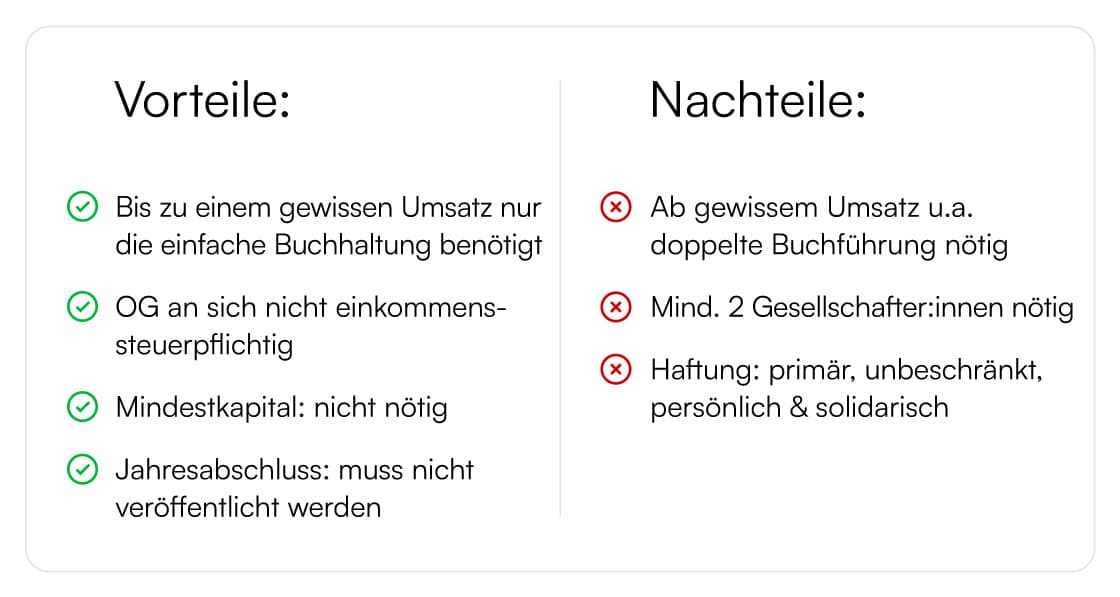 Vorteile:
Bis zu einem gewissen Umsatz nur
die einfache Buchhaltung benötigt
OG an sich nicht einkommens-
steuerpflichtig
Mindestkapital: nicht nötig
Jahresabschluss: muss nicht
veröffentlicht werden
Nachteile:
Ab gewissem Umsatz u.a.
doppelte Buchführung nötig
Mind. 2 Gesellschafter:innen nötig
Haftung: primär, unbeschränkt,
persönlich & solidarisch